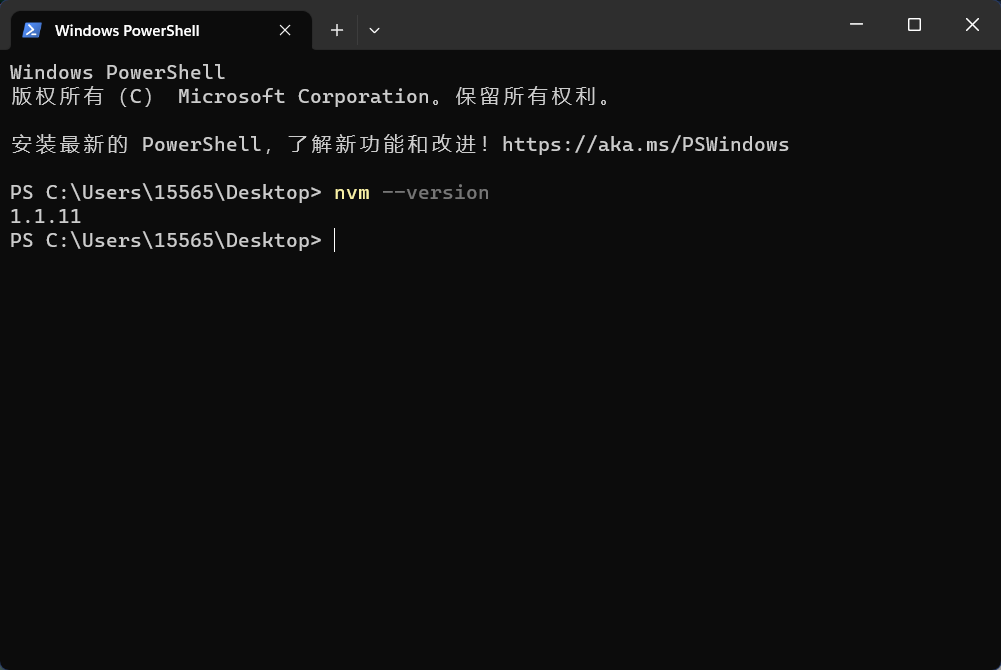 Windows PowerShell
Windows PowerShell
版权所有 (C) Microsoft Corporation。保留所有权利。
安装最新的 PowerShell，了解新功能和改进！https://aka.ms/PSWindows
PS C:\Users\15565\Desktop> nvm --version
1.1.11
PS C:\Users\15565\Desktop>